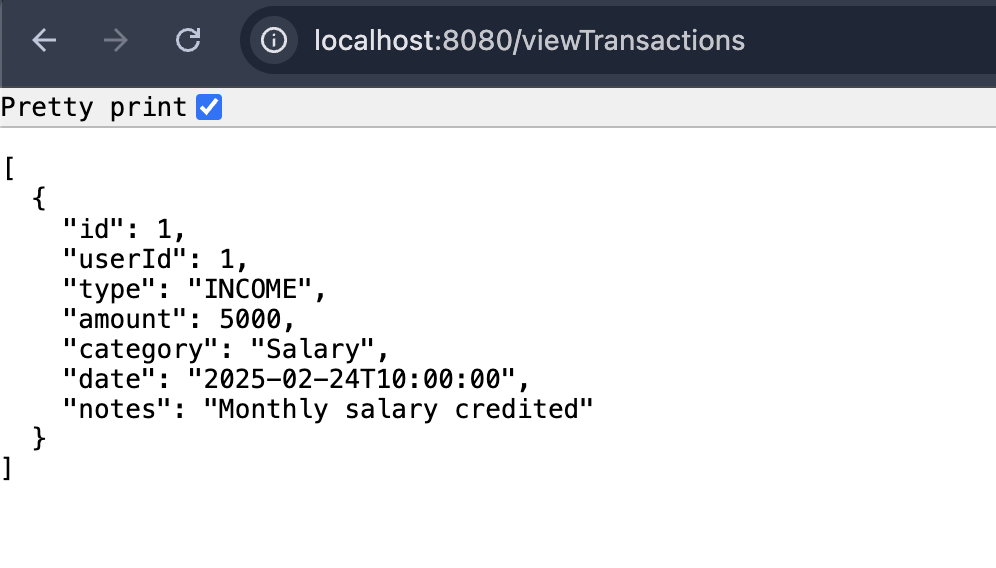 localhost:8080/viewTransactions
Pretty print
[
  {
    "id": 1,
    "userId": 1,
    "type": "INCOME",
    "amount": 5000,
    "category": "Salary",
    "date": "2025-02-24T10:00:00",
    "notes": "Monthly salary credited"
  }
]